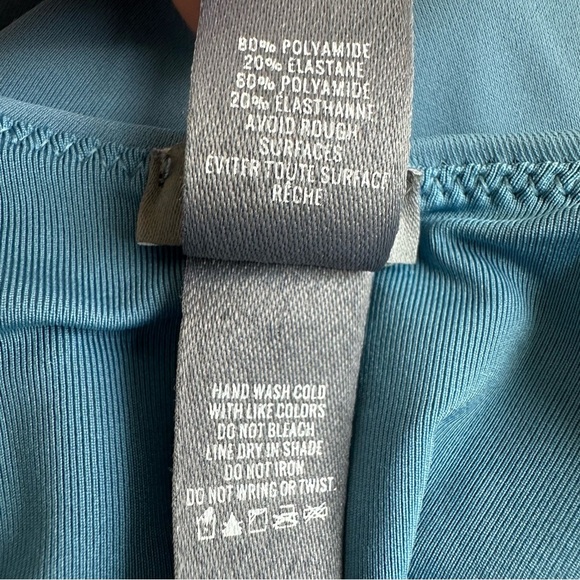 80% POLYAMIDE
20% ELASTANE
80% POLYAMIDE
20% ELASTHANNE
AVOID ROUGH
SURFACES
ÉVITER TOUTE SURFACE
RÊCHE
HAND WASH COLD
WITH LIKE COLORS
DO NOT BLEACH
LINE DRY IN SHADE
DO NOT IRON
DO NOT WRING OR TWIST.